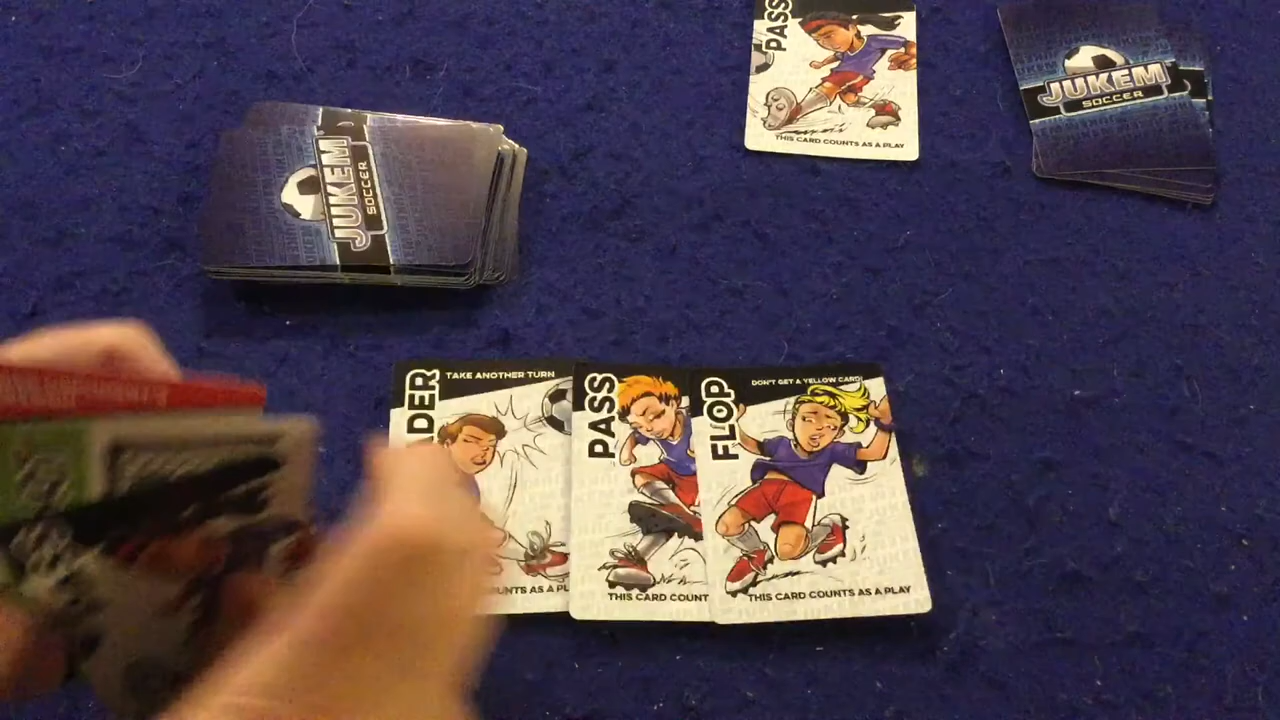 PASS
THIS CARD COUNTS AS A PLAY
JUKEM
SOCCER
JUKEM
SOCCER
DER
TAKE ANOTHER TURN
UNTS AS A PL
PASS
THIS CARD COUNT
FLOP
DON'T GET A YELLOW CARD!
THIS CARD COUNTS AS A PLAY